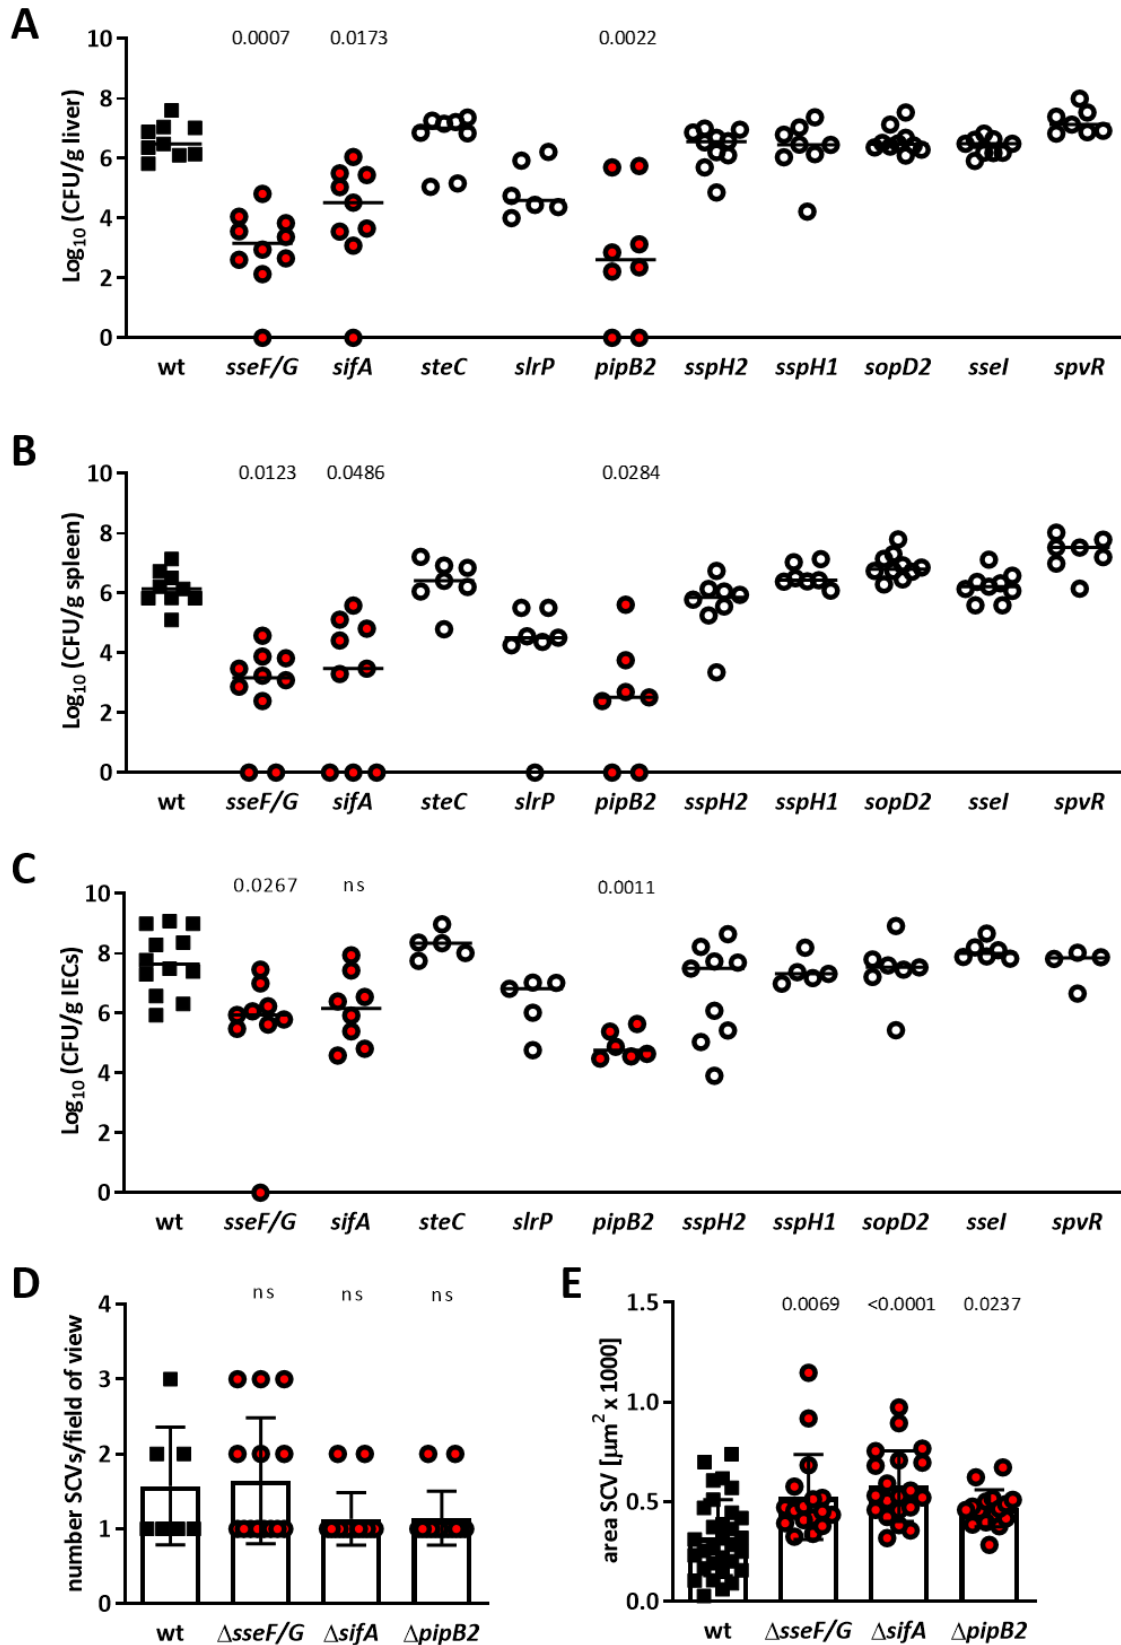 A
0.0007 0.0173 0.0022
Log10 (CFU/g liver)
10
8
6
4
2
0
wt sseF/G sifA steC slrP pipB2 sspH2 sspH1 sopD2 sseI spvR
B
0.0123 0.0486 0.0284
Log10 (CFU/g spleen)
10
8
6
4
2
0
wt sseF/G sifA steC slrP pipB2 sspH2 sspH1 sopD2 sseI spvR
C
0.0267 ns 0.0011
Log10 (CFU/g IECs)
10
8
6
4
2
0
wt sseF/G sifA steC slrP pipB2 sspH2 sspH1 sopD2 sseI spvR
D
ns ns ns
number SCVs/field of view
4
3
2
1
0
wt ΔsseF/G ΔsifA ΔpipB2
E
0.0069 <0.0001 0.0237
area SCV [µm² x 1000]
1.5
1.0
0.5
0.0
wt ΔsseF/G ΔsifA ΔpipB2